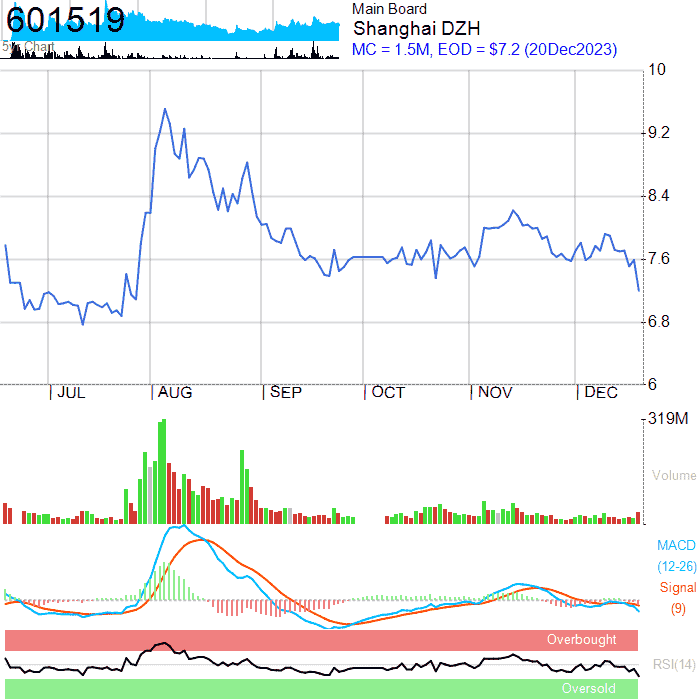 601519
5yr Chart
Main Board
Shanghai DZH
MC = 1.5M, EOD = $7.2 (20Dec2023)
10
9.2
8.4
7.6
6.8
6
JUL AUG SEP OCT NOV DEC
319M
Volume
MACD
(12-26)
Signal
(9)
Overbought
RSI(14)
Oversold